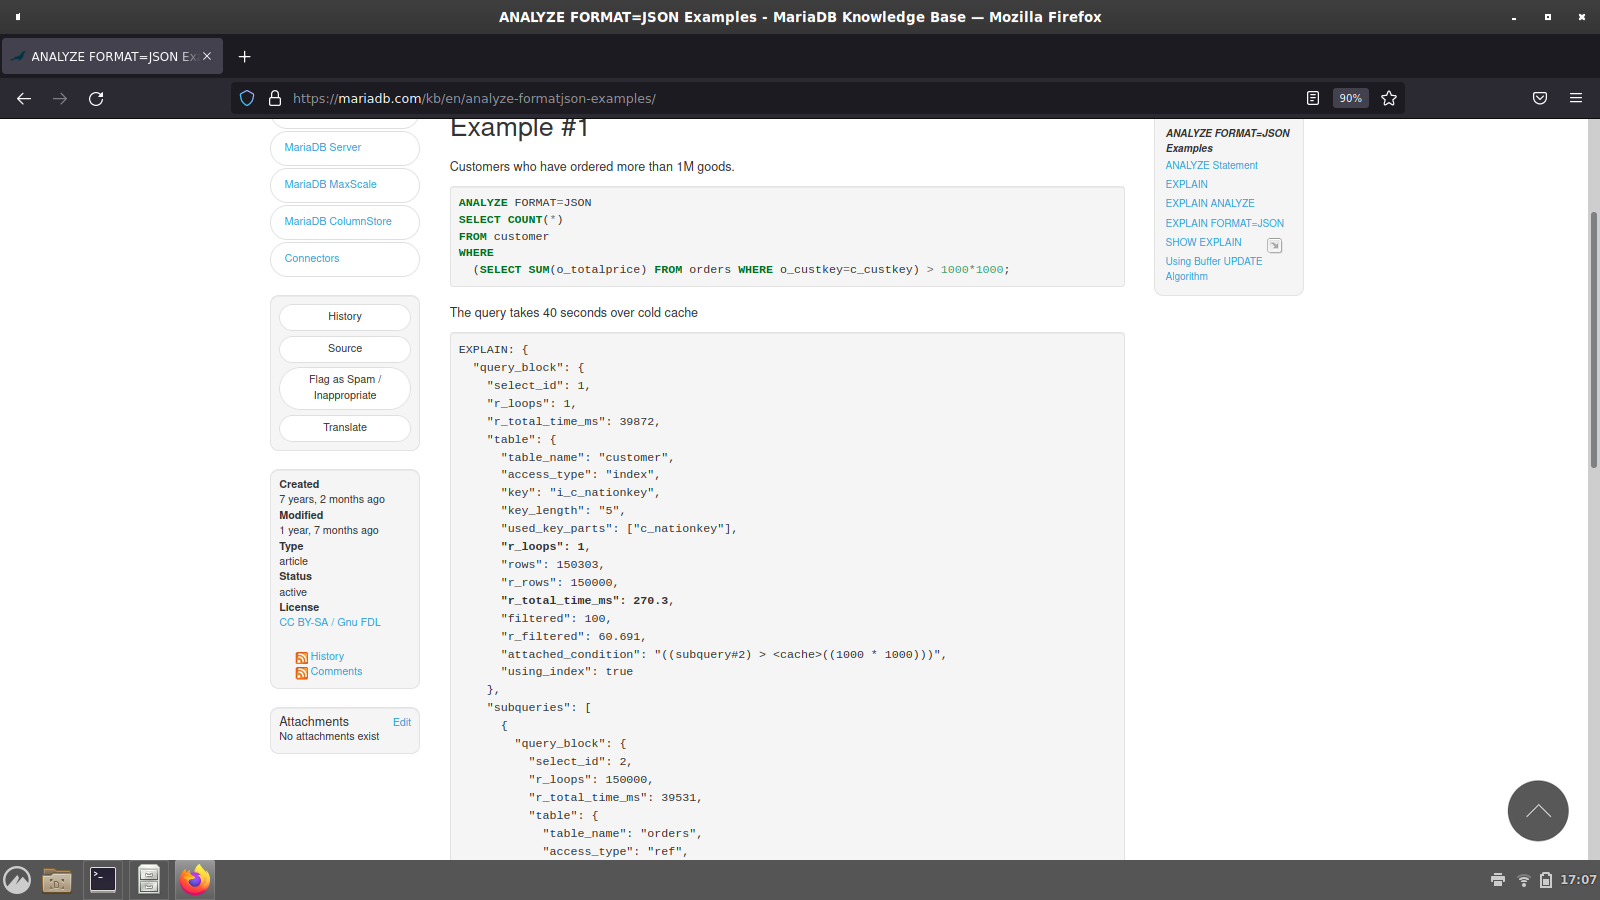 ANALYZE FORMAT=JSON Examples - MariaDB Knowledge Base — Mozilla Firefox
ANALYZE FORMAT=JSON Ex
https://mariadb.com/kb/en/analyze-formatjson-examples/
90%
MariaDB Server
MariaDB MaxScale
MariaDB ColumnStore
Connectors
History
Source
Flag as Spam /
Inappropriate
Translate
Created
7 years, 2 months ago
Modified
1 year, 7 months ago
Type
article
Status
active
License
CC BY-SA / Gnu FDL
History
Comments
Attachments Edit
No attachments exist
Example #1
Customers who have ordered more than 1M goods.
ANALYZE FORMAT=JSON
SELECT COUNT(*)
FROM customer
WHERE
(SELECT SUM(o_totalprice) FROM orders WHERE o_custkey=c_custkey) > 1000*1000;
The query takes 40 seconds over cold cache
EXPLAIN: {
"query_block": {
"select_id": 1,
"r_loops": 1,
"r_total_time_ms": 39872,
"table": {
"table_name": "customer",
"access_type": "index",
"key": "i_c_nationkey",
"key_length": "5",
"used_key_parts": ["c_nationkey"],
"r_loops": 1,
"rows": 150303,
"r_rows": 150000,
"r_total_time_ms": 270.3,
"filtered": 100,
"r_filtered": 60.691,
"attached_condition": "((subquery#2) > <cache>((1000 * 1000)))",
"using_index": true
},
"subqueries": [
{
"query_block": {
"select_id": 2,
"r_loops": 150000,
"r_total_time_ms": 39531,
"table": {
"table_name": "orders",
"access_type": "ref",
ANALYZE FORMAT=JSON
Examples
ANALYZE Statement
EXPLAIN
EXPLAIN ANALYZE
EXPLAIN FORMAT=JSON
SHOW EXPLAIN
Using Buffer UPDATE
Algorithm
17:07